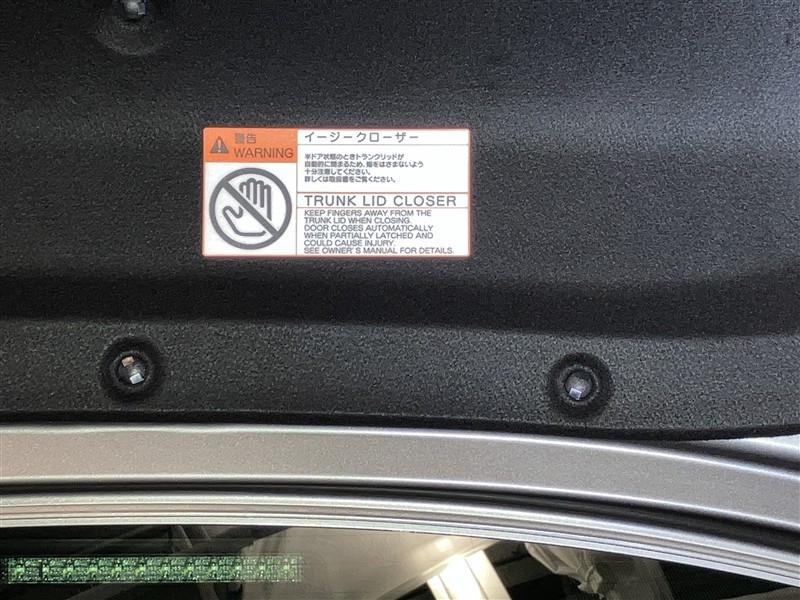 警告
WARNING
イージークローザー
半ドア状態のときトランクリッドが
自動的に閉まるため、指をはさまないよう
十分注意してください。
詳しくは取扱書をご覧ください。
TRUNK LID CLOSER
KEEP FINGERS AWAY FROM THE
TRUNK LID WHEN CLOSING.
DOOR CLOSES AUTOMATICALLY
WHEN PARTIALLY LATCHED AND
COULD CAUSE INJURY.
SEE OWNER'S MANUAL FOR DETAILS.